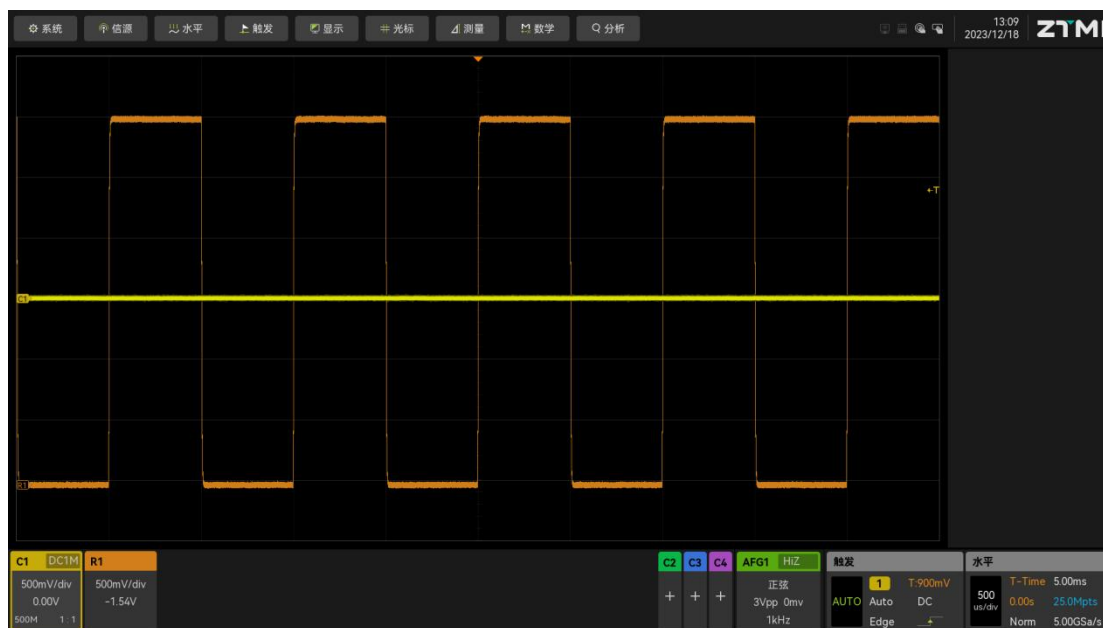 系统 信源 水平 触发 显示 光标 测量 数学 分析
13:09
2023/12/18
T
C1
R1
C1 DC1M
500mV/div
0.00V
500M 1:1
R1
500mV/div
-1.54V
C2 C3 C4
+ + +
AFG1 HiZ
正弦
3Vpp 0mv
1kHz
触发
AUTO
1 T:900mV
Auto DC
Edge
水平
500
us/div
T-Time 5.00ms
0.00s 25.0Mpts
Norm 5.00GSa/s